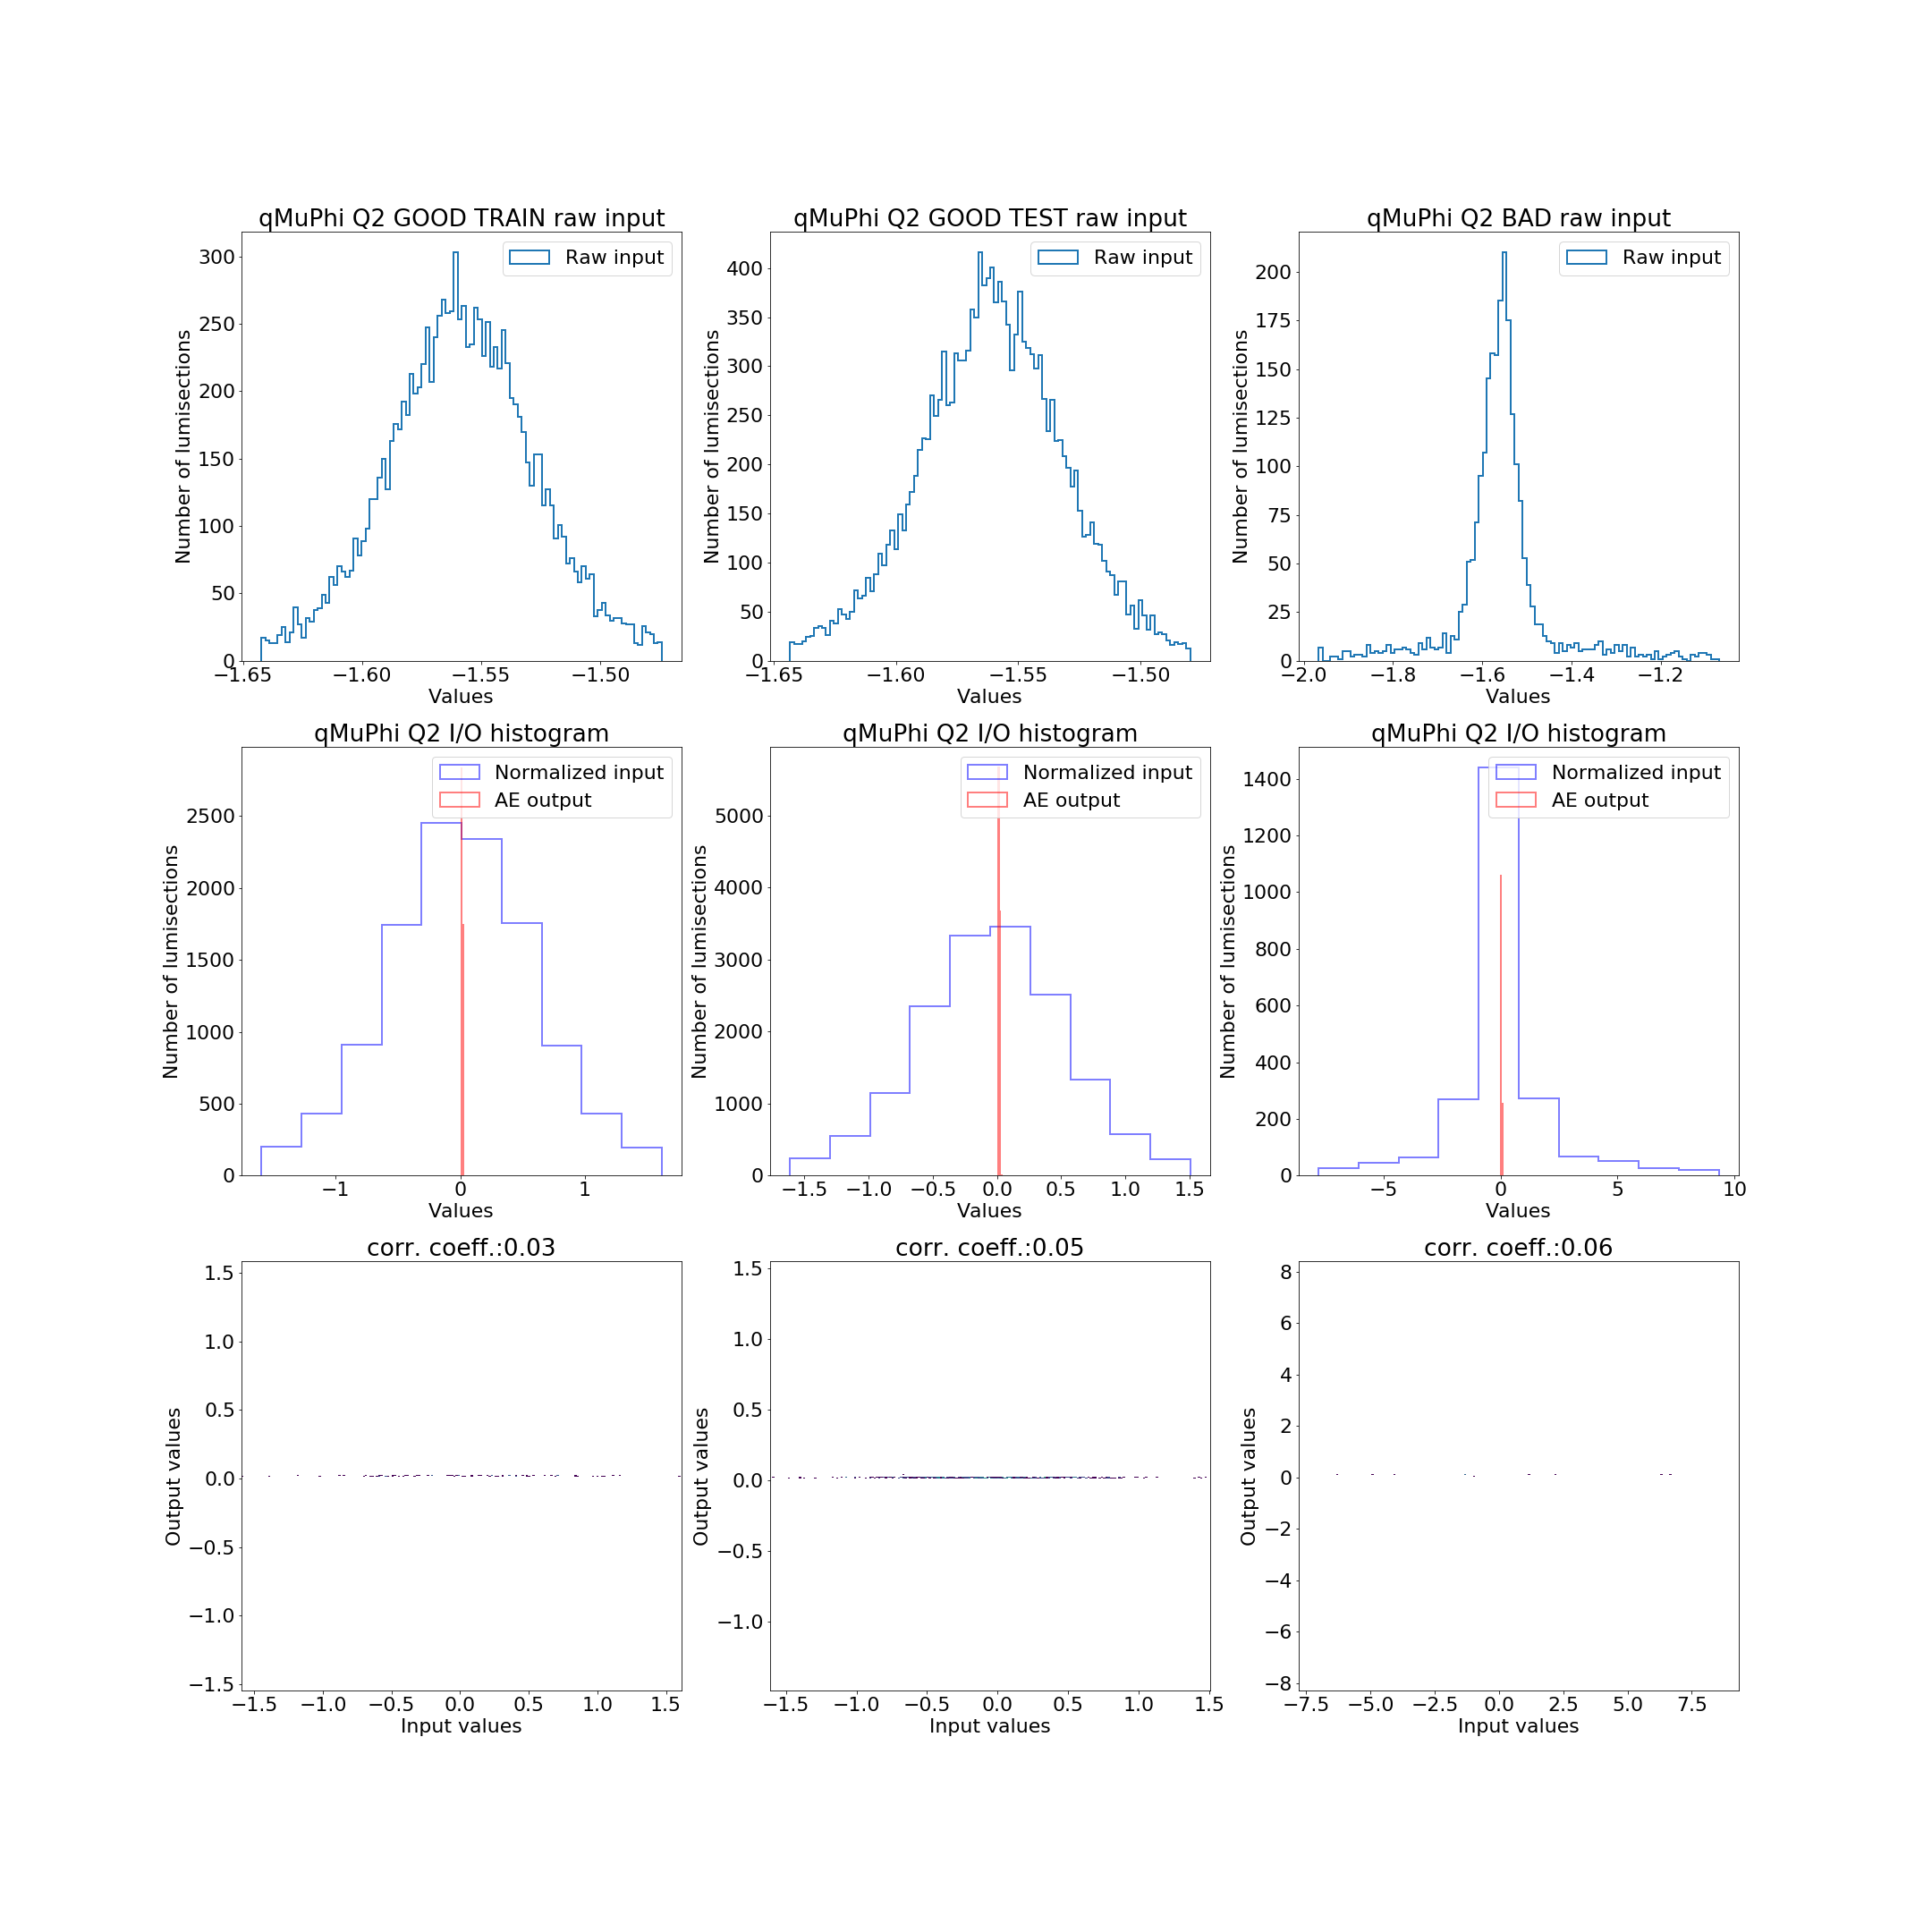 qMuPhi Q2 GOOD TRAIN raw input
Raw input
Number of lumisections
300
250
200
150
100
50
0
−1.65 −1.60 −1.55 −1.50
Values
qMuPhi Q2 GOOD TEST raw input
Raw input
Number of lumisections
400
350
300
250
200
150
100
50
0
−1.65 −1.60 −1.55 −1.50
Values
qMuPhi Q2 BAD raw input
Raw input
Number of lumisections
200
175
150
125
100
75
50
25
0
−2.0 −1.8 −1.6 −1.4 −1.2
Values
qMuPhi Q2 I/O histogram
Normalized input
AE output
Number of lumisections
2500
2000
1500
1000
500
0
−1 0 1
Values
qMuPhi Q2 I/O histogram
Normalized input
AE output
Number of lumisections
5000
4000
3000
2000
1000
0
−1.5 −1.0 −0.5 0.0 0.5 1.0 1.5
Values
qMuPhi Q2 I/O histogram
Normalized input
AE output
Number of lumisections
1400
1200
1000
800
600
400
200
0
−5 0 5 10
Values
corr. coeff.:0.03
Output values
1.5
1.0
0.5
0.0
−0.5
−1.0
−1.5
−1.5 −1.0 −0.5 0.0 0.5 1.0 1.5
Input values
corr. coeff.:0.05
Output values
1.5
1.0
0.5
0.0
−0.5
−1.0
−1.5 −1.0 −0.5 0.0 0.5 1.0 1.5
Input values
corr. coeff.:0.06
Output values
8
6
4
2
0
−2
−4
−6
−8
−7.5 −5.0 −2.5 0.0 2.5 5.0 7.5
Input values